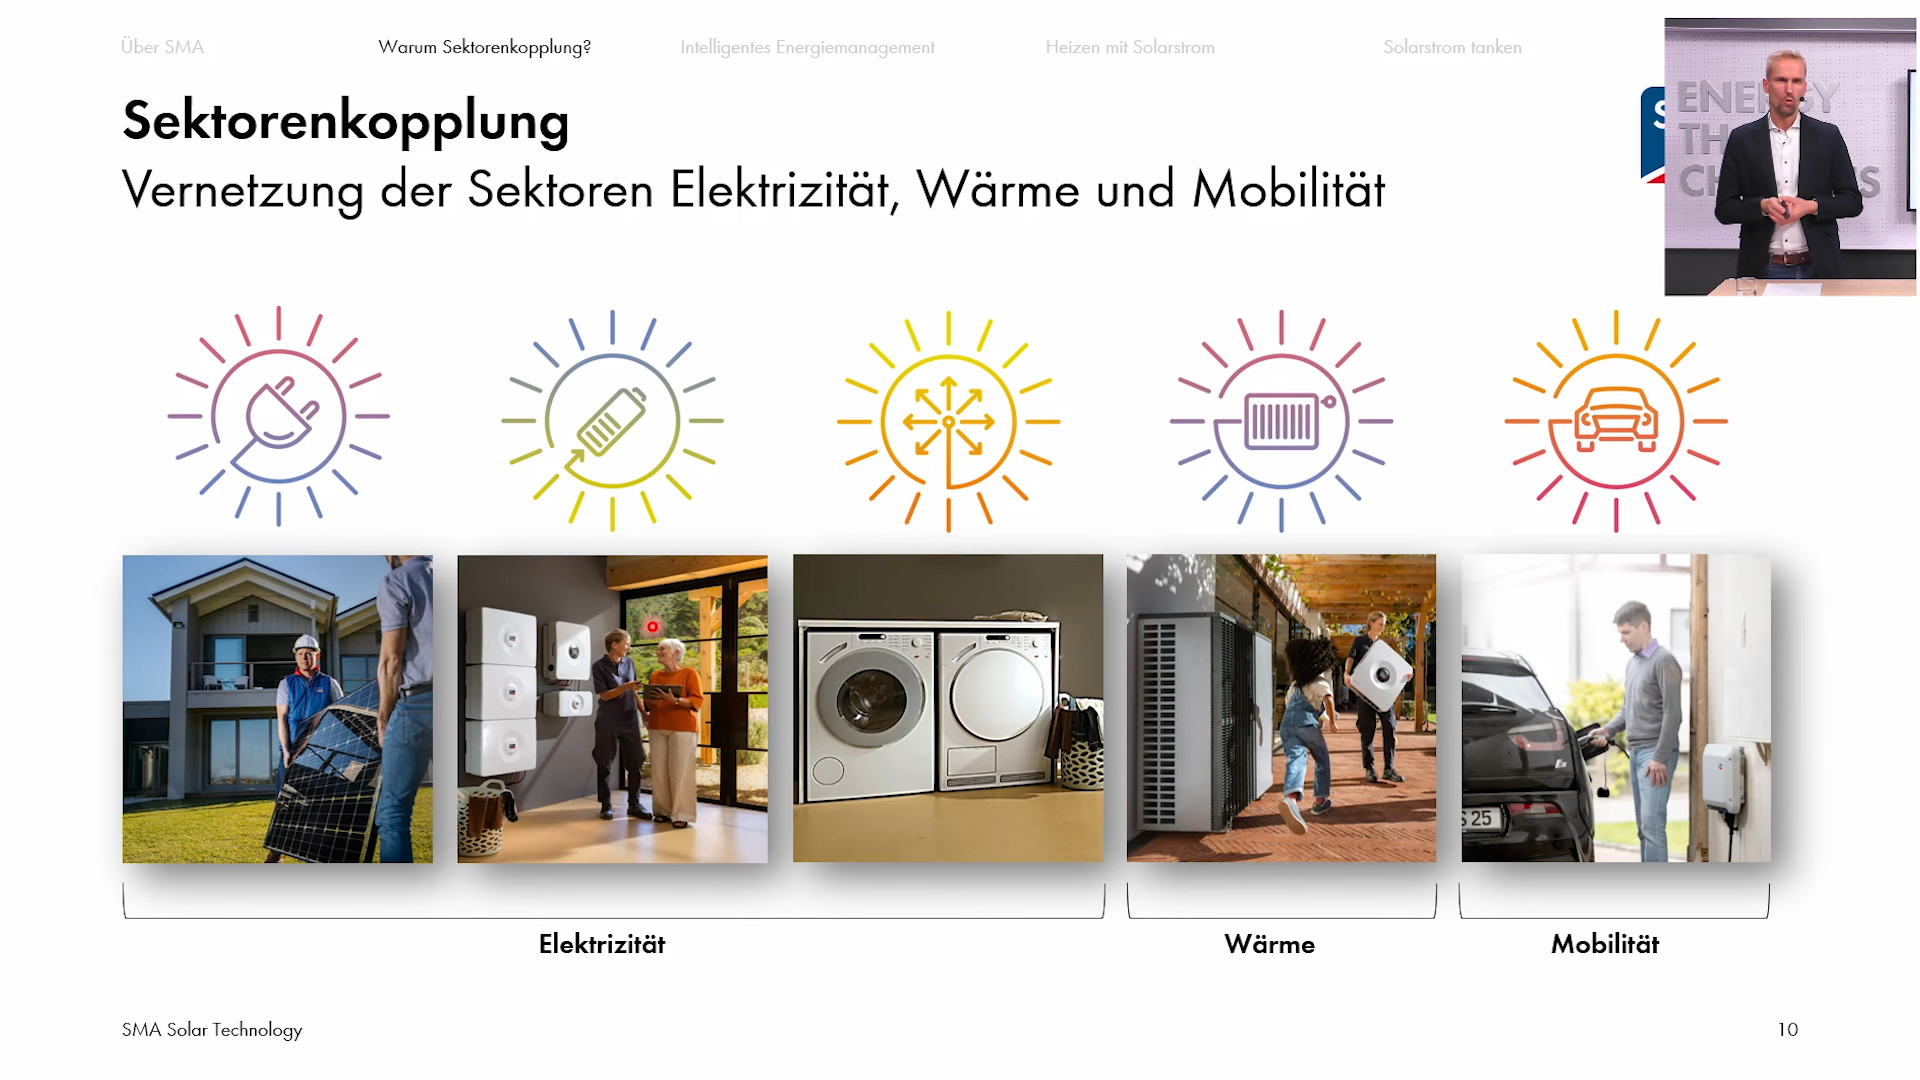 Über SMA
Warum Sektorenkopplung?
Intelligentes Energiemanagement
Heizen mit Solarstrom
Solarstrom tanken
Sektorenkopplung
Vernetzung der Sektoren Elektrizität, Wärme und Mobilität
S 25
Elektrizität
Wärme
Mobilität
SMA Solar Technology
10